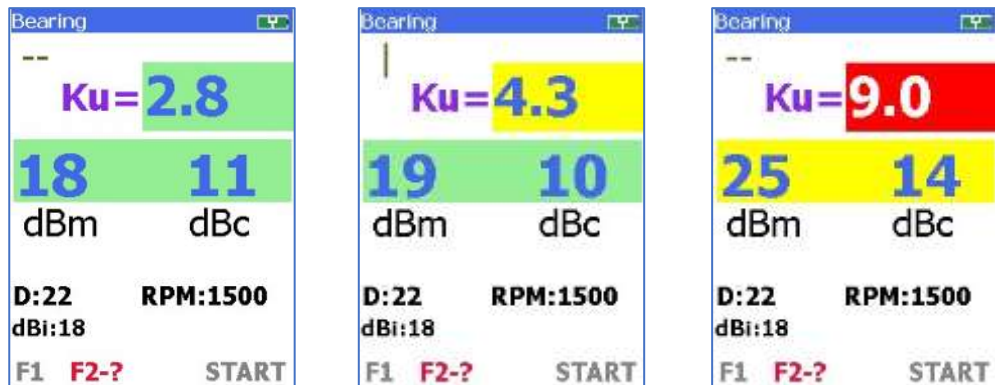 Bearing
--
Ku=2.8
18 11
dBm dBc
D:22 RPM:1500
dBi:18
F1 F2-? START
Bearing
|
Ku=4.3
19 10
dBm dBc
D:22 RPM:1500
dBi:18
F1 F2-? START
Bearing
--
Ku=9.0
25 14
dBm dBc
D:22 RPM:1500
dBi:18
F1 F2-? START